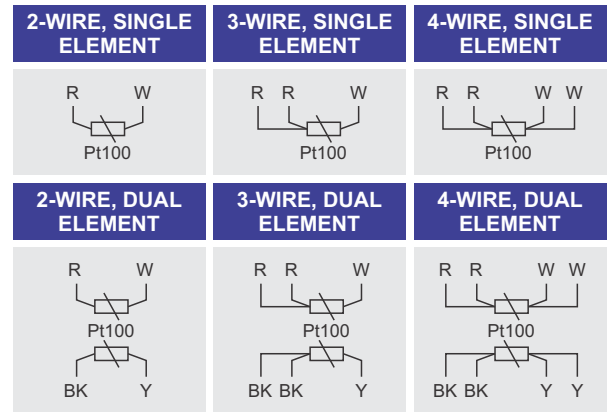 2-WIRE, SINGLE
ELEMENT
3-WIRE, SINGLE
ELEMENT
4-WIRE, SINGLE
ELEMENT
R W
Pt100
R R W
Pt100
R R W W
Pt100
2-WIRE, DUAL
ELEMENT
3-WIRE, DUAL
ELEMENT
4-WIRE, DUAL
ELEMENT
R W
Pt100
BK Y
R R W
Pt100
BK BK Y
R R W W
Pt100
BK BK Y Y